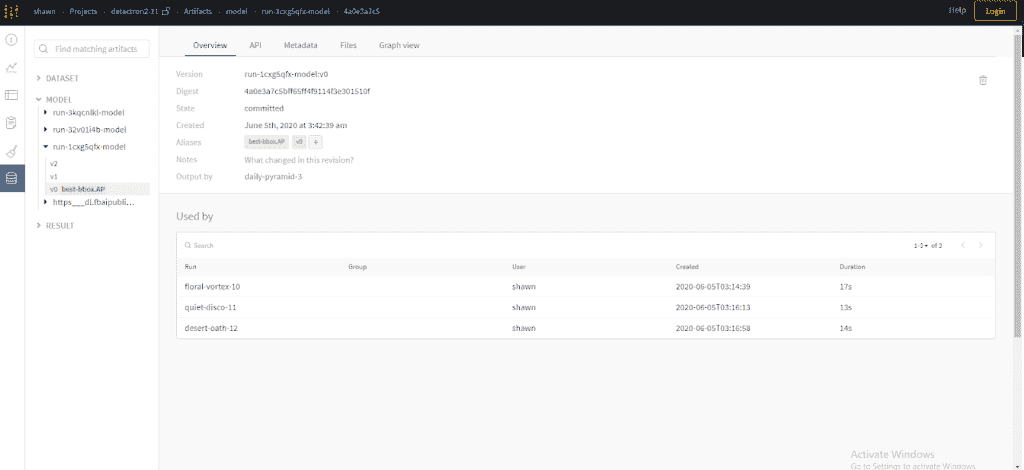 shawn · Projects · detectron2-11 · Artifacts · model · run-1cxg5qfx-model · 4a0e3a7c5
Help
Login
Find matching artifacts
DATASET
MODEL
run-3kqcnlkl-model
run-32v01l4b-model
run-1cxg5qfx-model
v2
v1
v0 best-bbox.AP
https___dl.fbaipubli...
RESULT
Overview API Metadata Files Graph view
Version run-1cxg5qfx-model:v0
Digest 4a0e3a7c5bff65ff4f9114f3e301510f
State committed
Created June 5th, 2020 at 3:42:39 am
Aliases best-bbox.AP v0 +
Notes What changed in this revision?
Output by daily-pyramid-3
Used by
Search
1-3 of 3
Run Group User Created Duration
floral-vortex-10 shawn 2020-06-05T03:14:39 17s
quiet-disco-11 shawn 2020-06-05T03:16:13 13s
desert-oath-12 shawn 2020-06-05T03:16:58 14s
Activate Windows
Go to Settings to activate Windows.